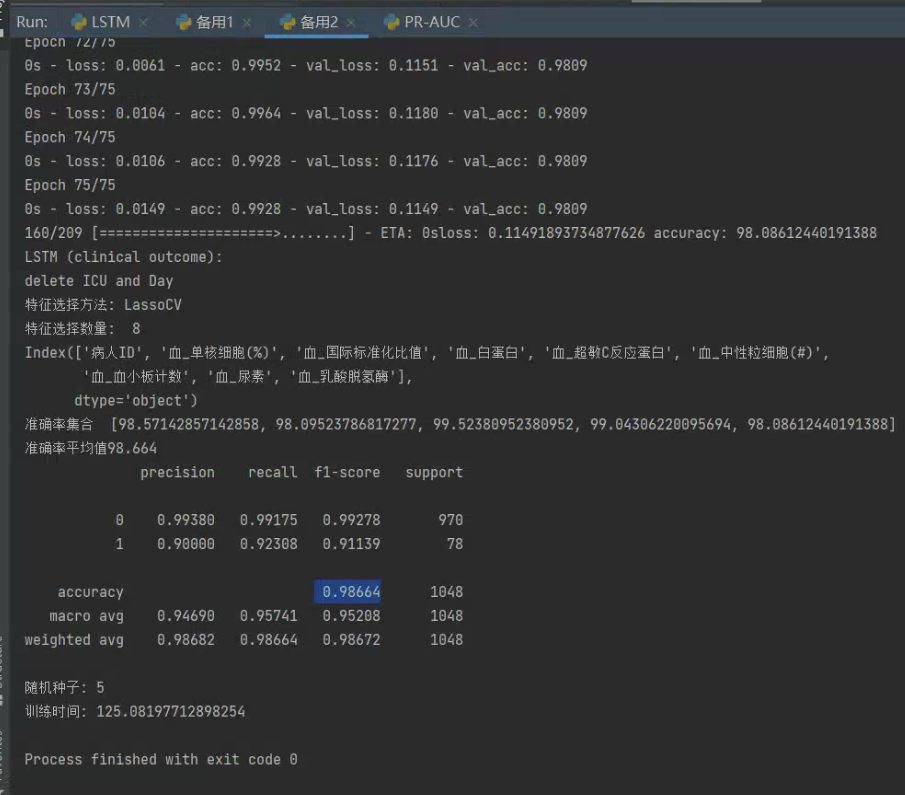 Run: LSTM × 备用1 × 备用2 × PR-AUC ×
Epoch 72/75
0s - loss: 0.0061 - acc: 0.9952 - val_loss: 0.1151 - val_acc: 0.9809
Epoch 73/75
0s - loss: 0.0104 - acc: 0.9964 - val_loss: 0.1180 - val_acc: 0.9809
Epoch 74/75
0s - loss: 0.0106 - acc: 0.9928 - val_loss: 0.1176 - val_acc: 0.9809
Epoch 75/75
0s - loss: 0.0149 - acc: 0.9928 - val_loss: 0.1149 - val_acc: 0.9809
160/209 [=====================>........] - ETA: 0sloss: 0.11491893734877626 accuracy: 98.08612440191388
LSTM (clinical outcome):
delete ICU and Day
特征选择方法: LassoCV
特征选择数量: 8
Index(['病人ID', '血_单核细胞(%)', '血_国际标准化比值', '血_白蛋白', '血_超敏C反应蛋白', '血_中性粒细胞(#)',
'血_血小板计数', '血_尿素', '血_乳酸脱氢酶'],
dtype='object')
准确率集合 [98.57142857142858, 98.09523786817277, 99.52380952380952, 99.04306220095694, 98.08612440191388]
准确率平均值98.664
precision recall f1-score support
0 0.99380 0.99175 0.99278 970
1 0.90000 0.92308 0.91139 78
accuracy 0.98664 1048
macro avg 0.94690 0.95741 0.95208 1048
weighted avg 0.98682 0.98664 0.98672 1048
随机种子: 5
训练时间: 125.08197712898254
Process finished with exit code 0